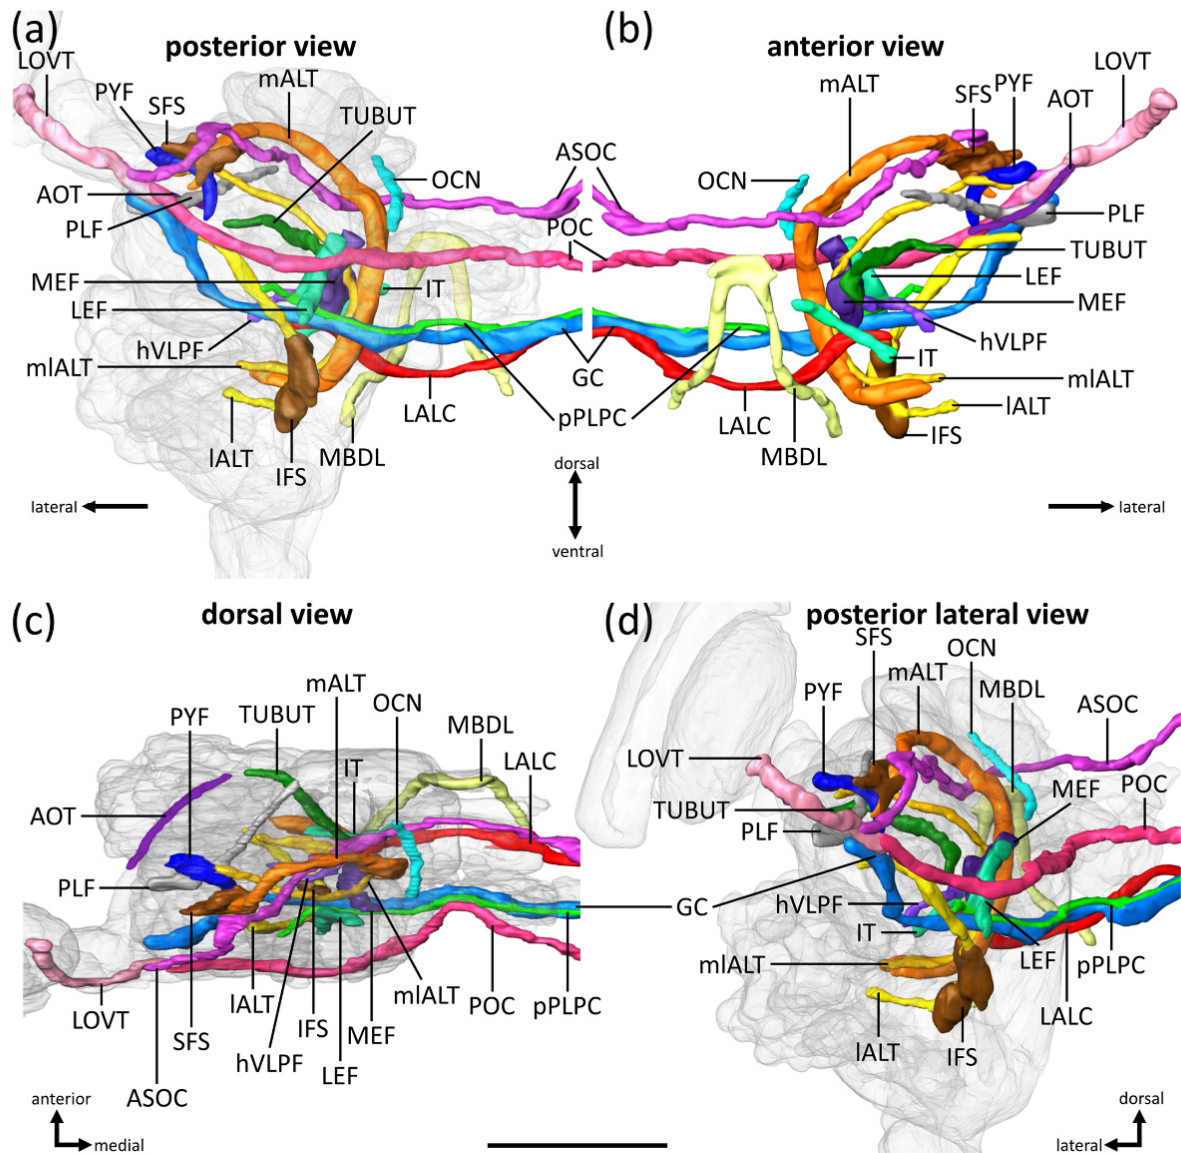 (a)
posterior view
LOVT
PYF
SFS
mALT
TUBUT
AOT
PLF
OCN
ASOC
POC
MEF
LEF
IT
hVLPF
mlALT
lALT
IFS
MBDL
LALC
pPLPC
GC
lateral
dorsal
ventral
(b)
anterior view
mALT
SFS
PYF
AOT
LOVT
OCN
PLF
TUBUT
LEF
MEF
hVLPF
IT
mlALT
lALT
IFS
LALC
MBDL
lateral
(c)
dorsal view
mALT
OCN
PYF
TUBUT
IT
MBDL
LALC
AOT
PLF
LOVT
SFS
ASOC
lALT
hVLPF
IFS
LEF
MEF
mlALT
POC
pPLPC
GC
anterior
medial
(d)
posterior lateral view
SFS
OCN
mALT
PYF
MBDL
ASOC
LOVT
MEF
POC
TUBUT
PLF
hVLPF
IT
mlALT
LEF
pPLPC
LALC
lALT
IFS
dorsal
lateral